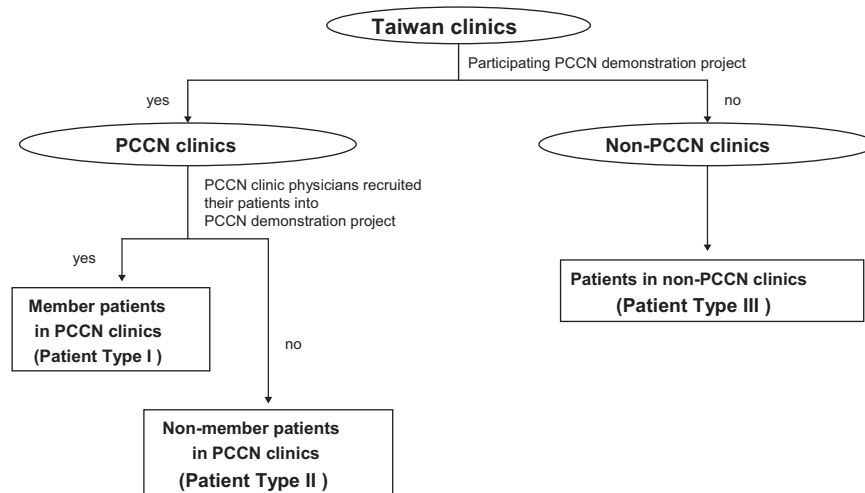 Taiwan clinics
Participating PCCN demonstration project
yes
no
PCCN clinics
Non-PCCN clinics
PCCN clinic physicians recruited
their patients into
PCCN demonstration project
yes
Member patients
in PCCN clinics
(Patient Type I )
no
Non-member patients
in PCCN clinics
(Patient Type II )
Patients in non-PCCN clinics
(Patient Type III )